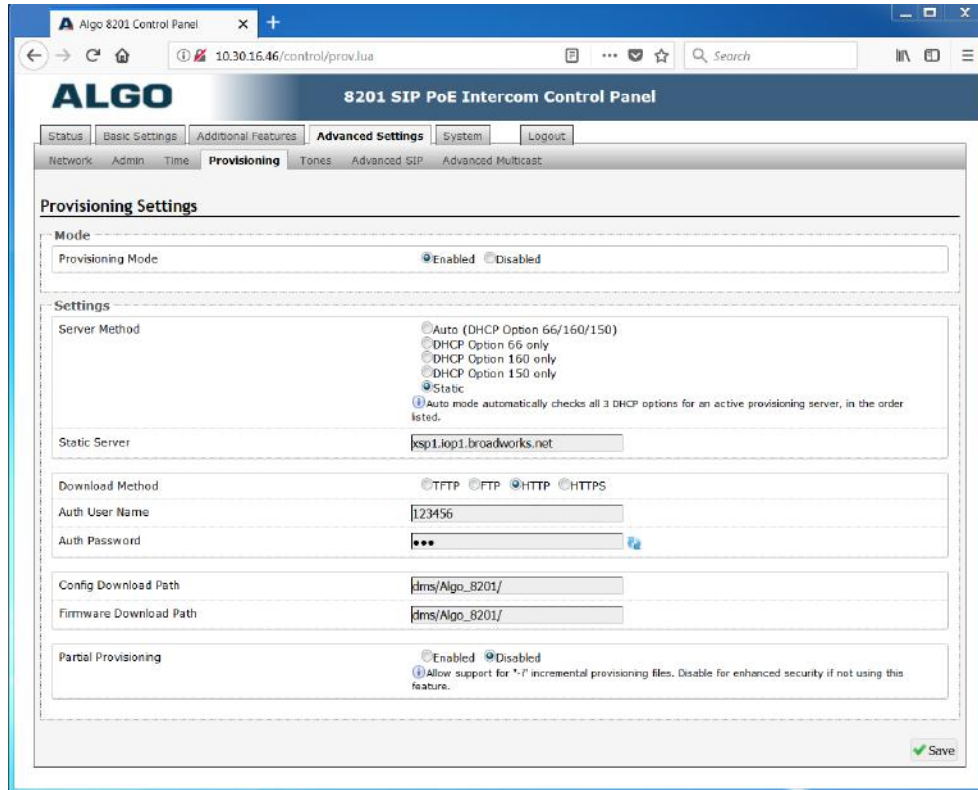 Algo 8201 Control Panel
10.30.16.46/control/prov.lua
Search
ALGO
8201 SIP PoE Intercom Control Panel
Status Basic Settings Additional Features Advanced Settings System Logout
Network Admin Time Provisioning Tones Advanced SIP Advanced Multicast
Provisioning Settings
Mode
Provisioning Mode Enabled Disabled
Settings
Server Method Auto (DHCP Option 66/160/150)
DHCP Option 66 only
DHCP Option 160 only
DHCP Option 150 only
Static
Auto mode automatically checks all 3 DHCP options for an active provisioning server, in the order
listed.
Static Server xsp1.iop1.broadworks.net
Download Method TFTP FTP HTTP HTTPS
Auth User Name 123456
Auth Password •••
Config Download Path dms/Algo_8201/
Firmware Download Path dms/Algo_8201/
Partial Provisioning Enabled Disabled
Allow support for "-i" incremental provisioning files. Disable for enhanced security if not using this
feature.
Save